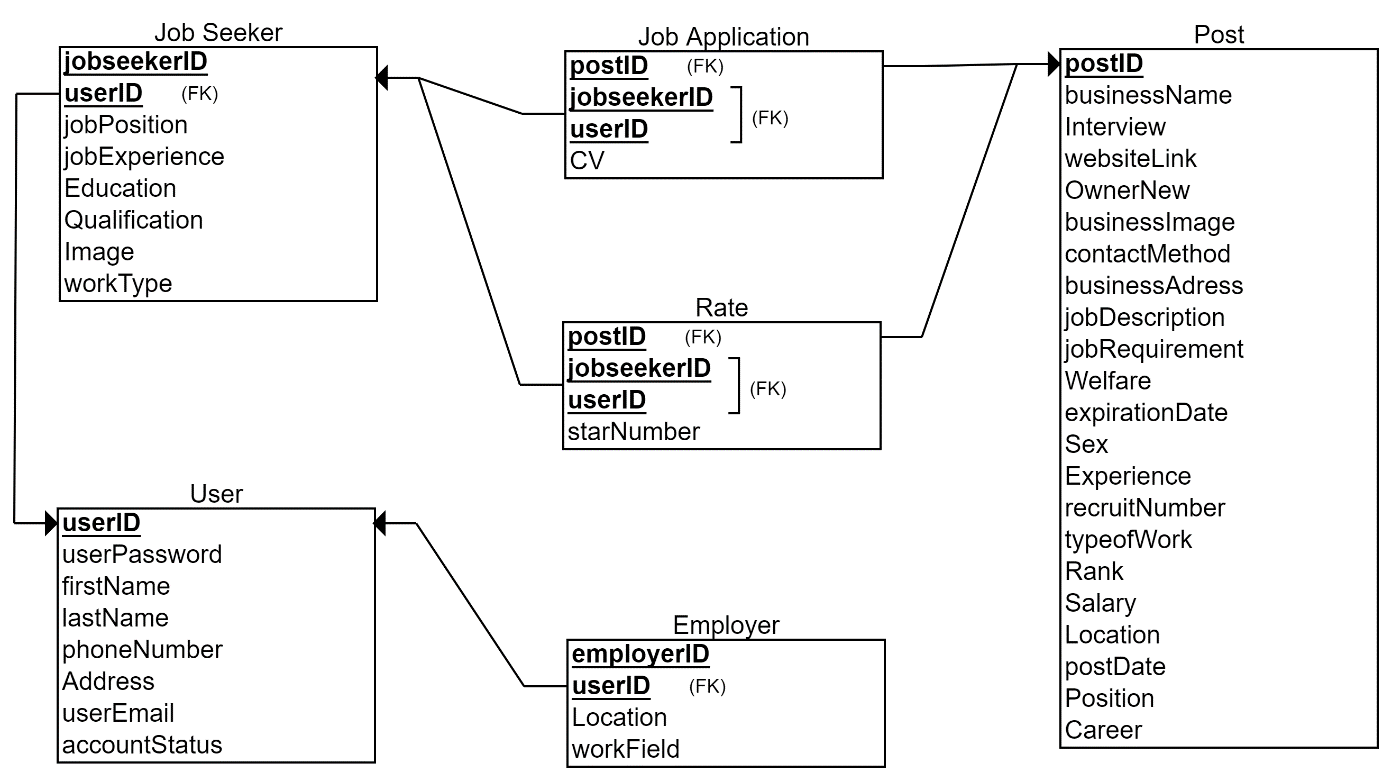 Job Seeker
jobseekerID
userID (FK)
jobPosition
jobExperience
Education
Qualification
Image
workType
Job Application
postID (FK)
jobseekerID
(FK)
userID
CV
Post
postID
businessName
Interview
websiteLink
OwnerNew
businessImage
contactMethod
businessAdress
jobDescription
jobRequirement
Welfare
expirationDate
Sex
Experience
recruitNumber
typeofWork
Rank
Salary
Location
postDate
Position
Career
Rate
postID (FK)
jobseekerID
(FK)
userID
starNumber
User
userID
userPassword
firstName
lastName
phoneNumber
Address
userEmail
accountStatus
Employer
employerID
userID (FK)
Location
workField